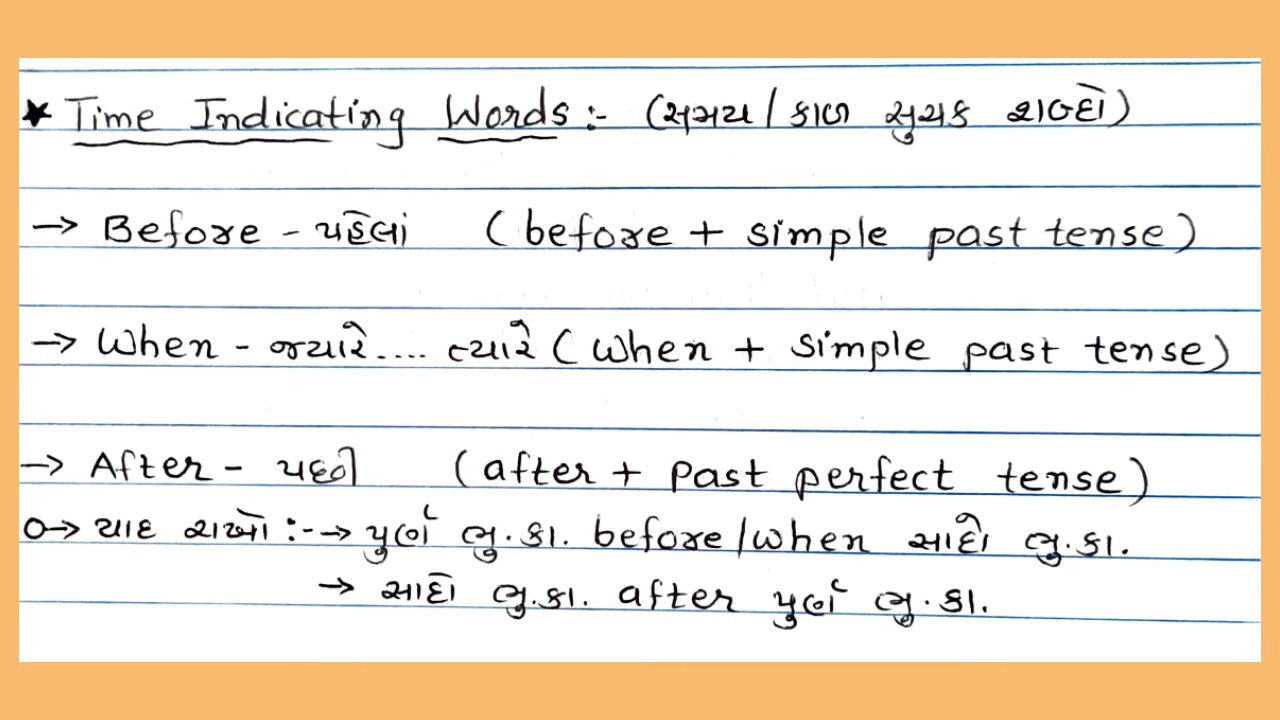 ★ Time Indicating Words :- (સમય / કાળ સુચક શબ્દો)
→ Before - પહેલાં (before + simple past tense)
→ When - જ્યારે.... ત્યારે (When + simple past tense)
→ After - પછી (after + past perfect tense)
○→ યાદ રાખો :-→ પુર્ણ ભુ.કા. before/when સાદો ભુ.કા.
→ સાદો ભુ.કા. after પુર્ણ ભુ.કા.